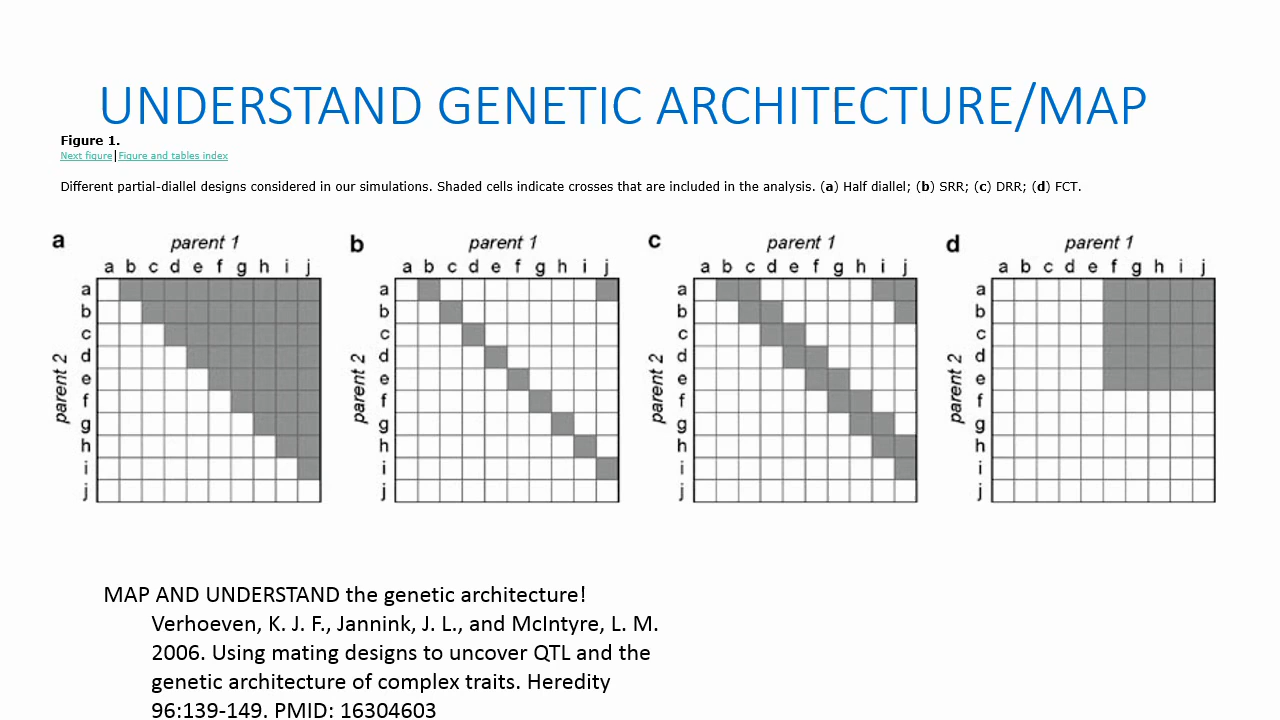 UNDERSTAND GENETIC ARCHITECTURE/MAP
Figure 1.
Next figure|Figure and tables index
Different partial-diallel designs considered in our simulations. Shaded cells indicate crosses that are included in the analysis. (a) Half diallel; (b) SRR; (c) DRR; (d) FCT.
a parent 1
a b c d e f g h i j
parent 2
a
b
c
d
e
f
g
h
i
j
b parent 1
a b c d e f g h i j
parent 2
a
b
c
d
e
f
g
h
i
j
c parent 1
a b c d e f g h i j
parent 2
a
b
c
d
e
f
g
h
i
j
d parent 1
a b c d e f g h i j
parent 2
a
b
c
d
e
f
g
h
i
j
MAP AND UNDERSTAND the genetic architecture!
Verhoeven, K. J. F., Jannink, J. L., and McIntyre, L. M.
2006. Using mating designs to uncover QTL and the
genetic architecture of complex traits. Heredity
96:139-149. PMID: 16304603